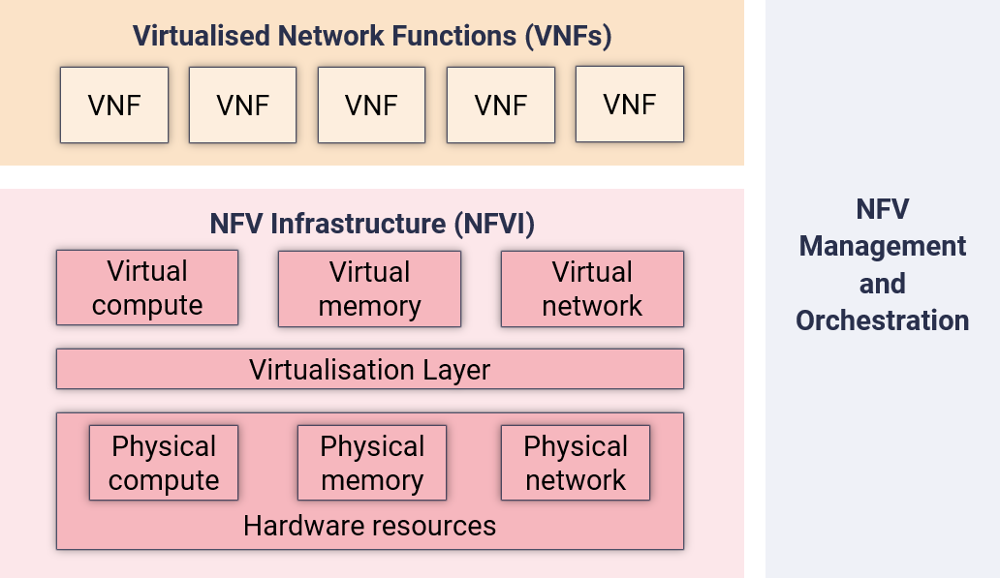 Virtualised Network Functions (VNFs)
VNF
VNF
VNF
VNF
VNF
NFV Infrastructure (NFVI)
Virtual
compute
Virtual
memory
Virtual
network
Virtualisation Layer
Physical
compute
Physical
memory
Physical
network
Hardware resources
NFV
Management
and
Orchestration